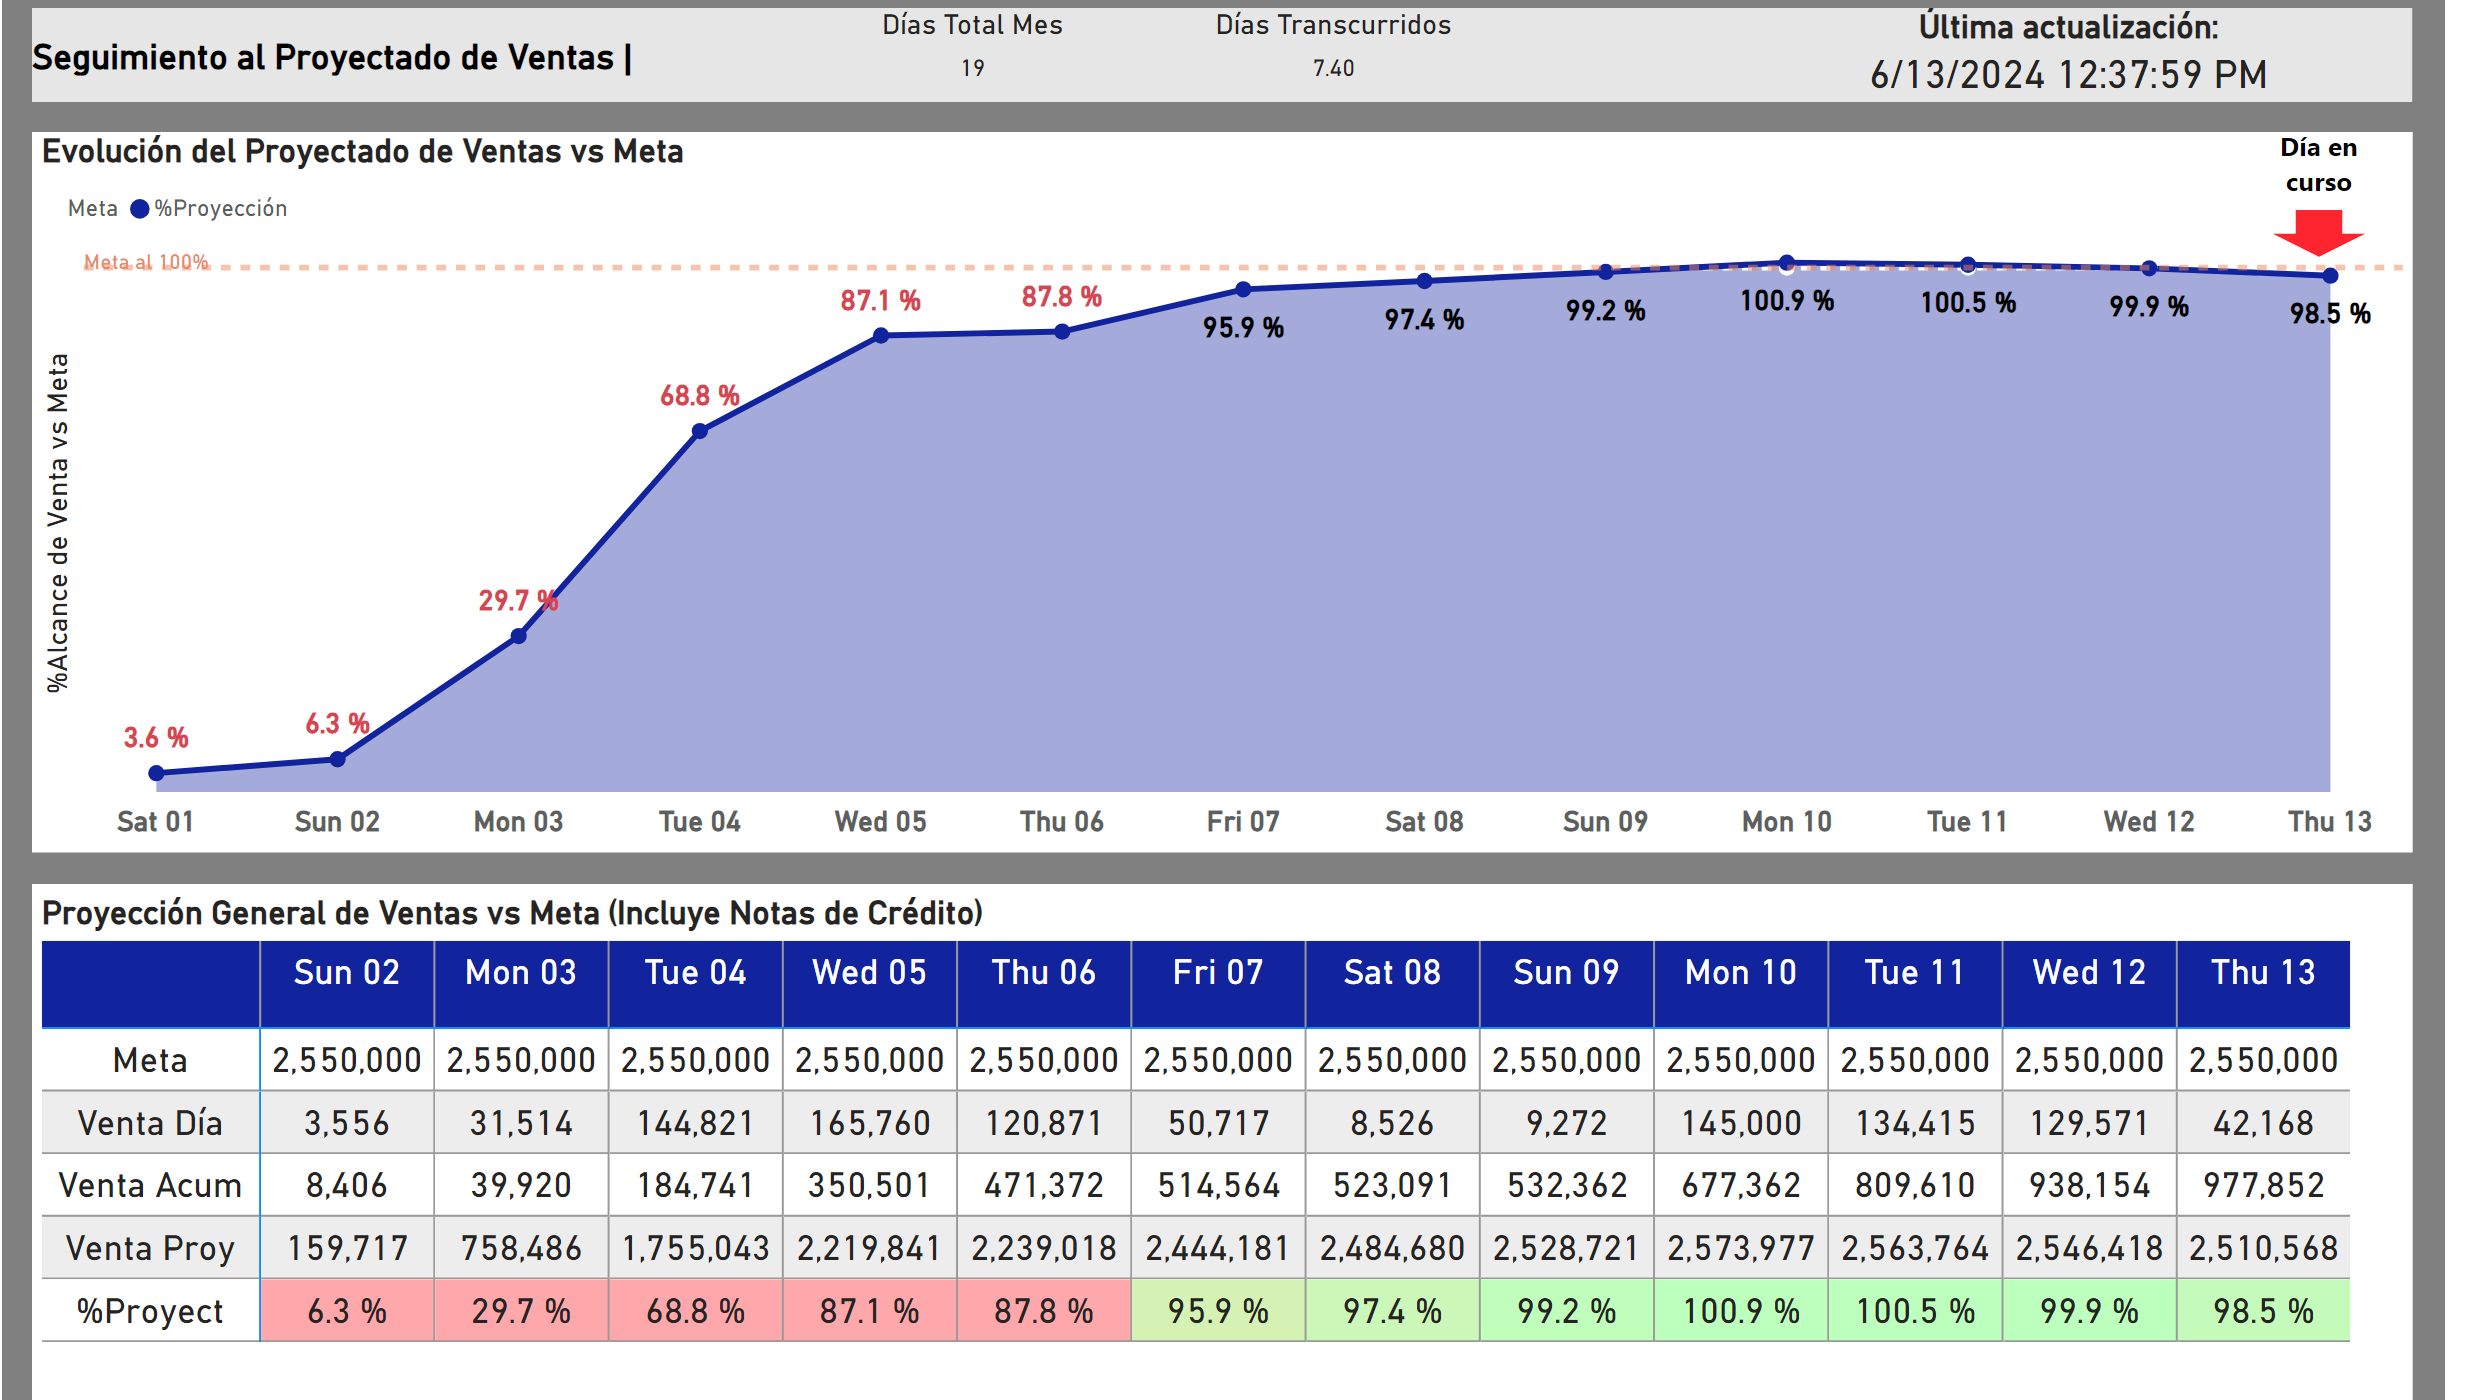 Seguimiento al Proyectado de Ventas |
Días Total Mes
19
Días Transcurridos
7.40
Última actualización:
6/13/2024 12:37:59 PM
Evolución del Proyectado de Ventas vs Meta
Día en
curso
Meta %Proyección
Meta al 100%
%Alcance de Venta vs Meta
3.6 %
6.3 %
29.7 %
68.8 %
87.1 %
87.8 %
95.9 %
97.4 %
99.2 %
100.9 %
100.5 %
99.9 %
98.5 %
Sat 01 Sun 02 Mon 03 Tue 04 Wed 05 Thu 06 Fri 07 Sat 08 Sun 09 Mon 10 Tue 11 Wed 12 Thu 13
Proyección General de Ventas vs Meta (Incluye Notas de Crédito)
Sun 02 Mon 03 Tue 04 Wed 05 Thu 06 Fri 07 Sat 08 Sun 09 Mon 10 Tue 11 Wed 12 Thu 13
Meta 2,550,000 2,550,000 2,550,000 2,550,000 2,550,000 2,550,000 2,550,000 2,550,000 2,550,000 2,550,000 2,550,000 2,550,000
Venta Día 3,556 31,514 144,821 165,760 120,871 50,717 8,526 9,272 145,000 134,415 129,571 42,168
Venta Acum 8,406 39,920 184,741 350,501 471,372 514,564 523,091 532,362 677,362 809,610 938,154 977,852
Venta Proy 159,717 758,486 1,755,043 2,219,841 2,239,018 2,444,181 2,484,680 2,528,721 2,573,977 2,563,764 2,546,418 2,510,568
%Proyect 6.3 % 29.7 % 68.8 % 87.1 % 87.8 % 95.9 % 97.4 % 99.2 % 100.9 % 100.5 % 99.9 % 98.5 %